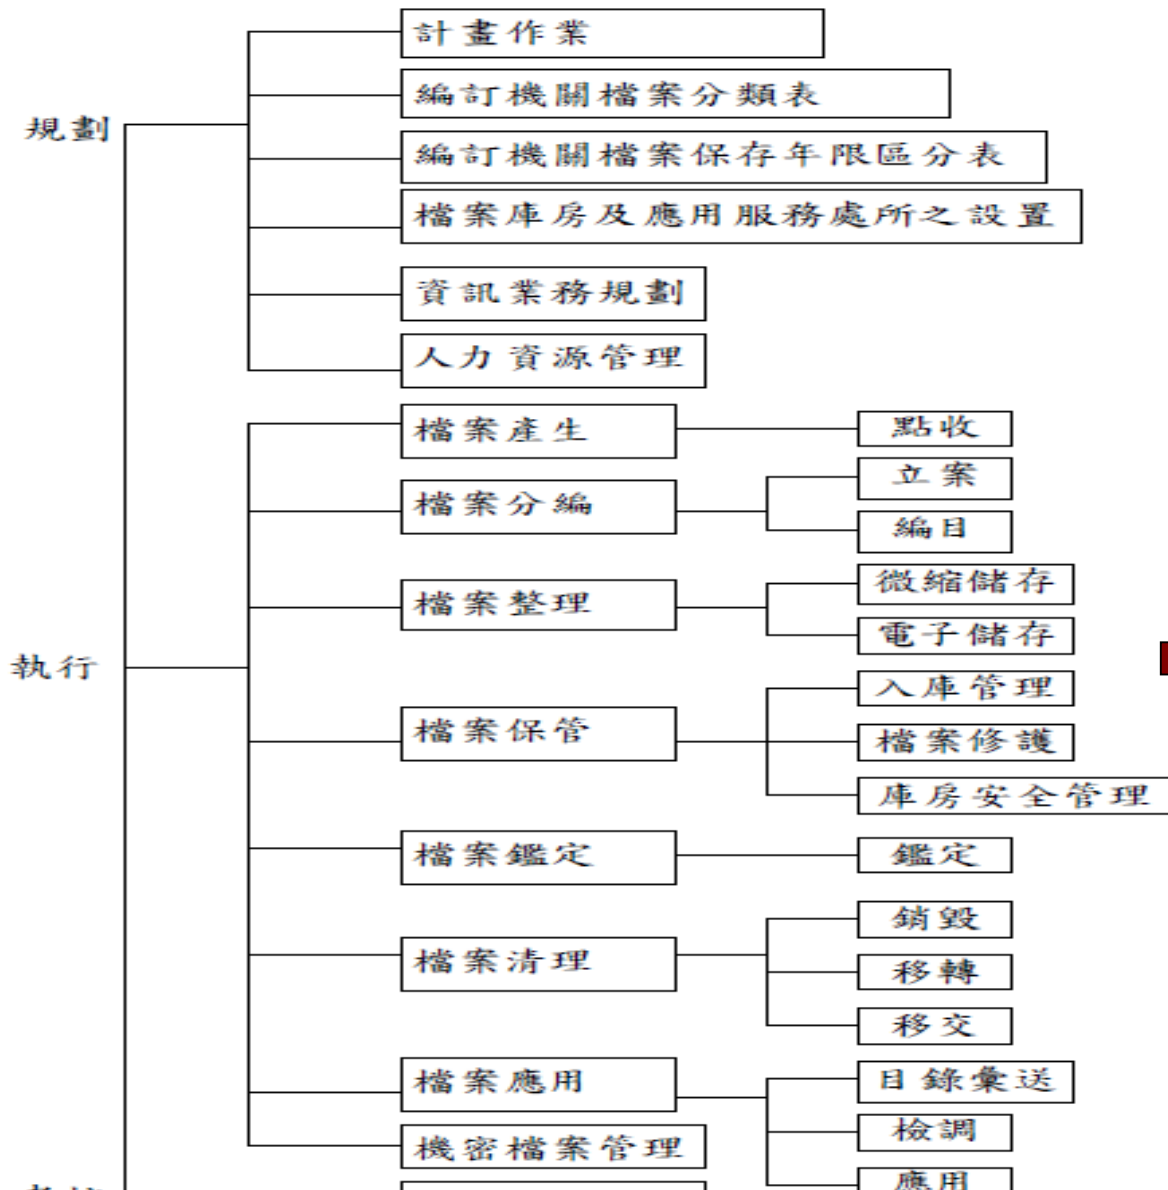 規劃
計畫作業
編訂機關檔案分類表
編訂機關檔案保存年限區分表
檔案庫房及應用服務處所之設置
資訊業務規劃
人力資源管理
執行
檔案產生
點收
檔案分編
立案
編目
檔案整理
微縮儲存
電子儲存
檔案保管
入庫管理
檔案修護
庫房安全管理
檔案鑑定
鑑定
檔案清理
銷毀
移轉
移交
檔案應用
目錄彙送
檢調
應用
機密檔案管理